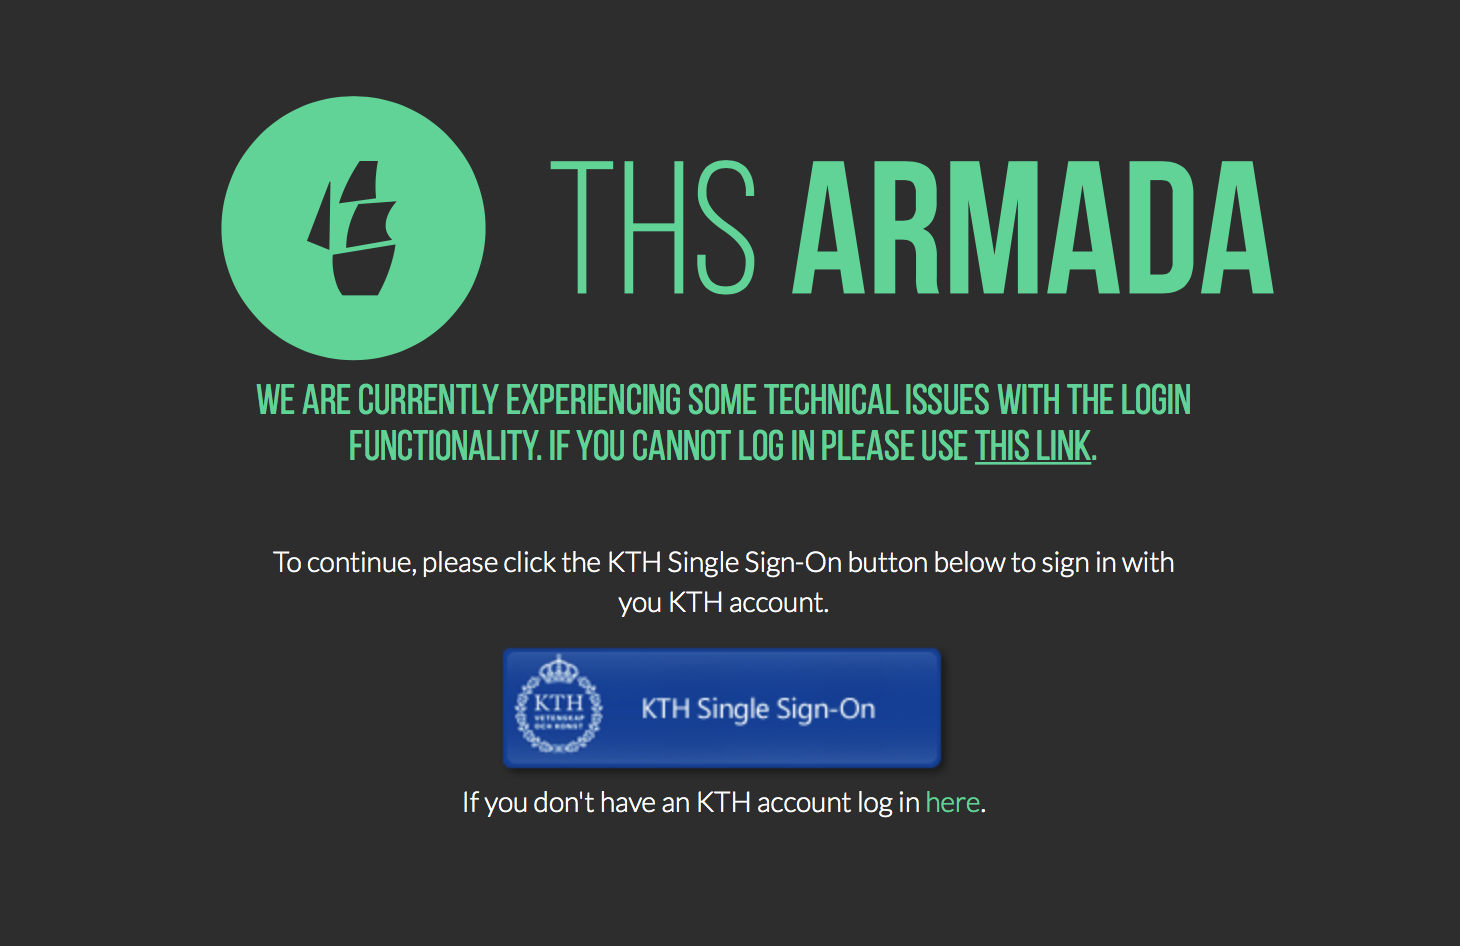 THS ARMADA
WE ARE CURRENTLY EXPERIENCING SOME TECHNICAL ISSUES WITH THE LOGIN
FUNCTIONALITY. IF YOU CANNOT LOG IN PLEASE USE THIS LINK.
To continue, please click the KTH Single Sign-On button below to sign in with
you KTH account.
KTH
VETENSKAP
OCH KONST
KTH Single Sign-On
If you don't have an KTH account log in here.